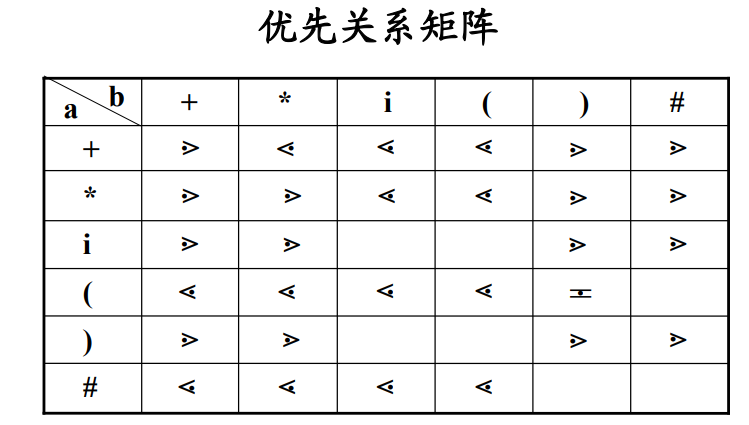 优先关系矩阵
a b + * i ( ) #
+ ⋗ ⋖ ⋖ ⋖ ⋗ ⋗
* ⋗ ⋗ ⋖ ⋖ ⋗ ⋗
i ⋗ ⋗ ⋗ ⋗
( ⋖ ⋖ ⋖ ⋖ ≖
) ⋗ ⋗ ⋗ ⋗
# ⋖ ⋖ ⋖ ⋖